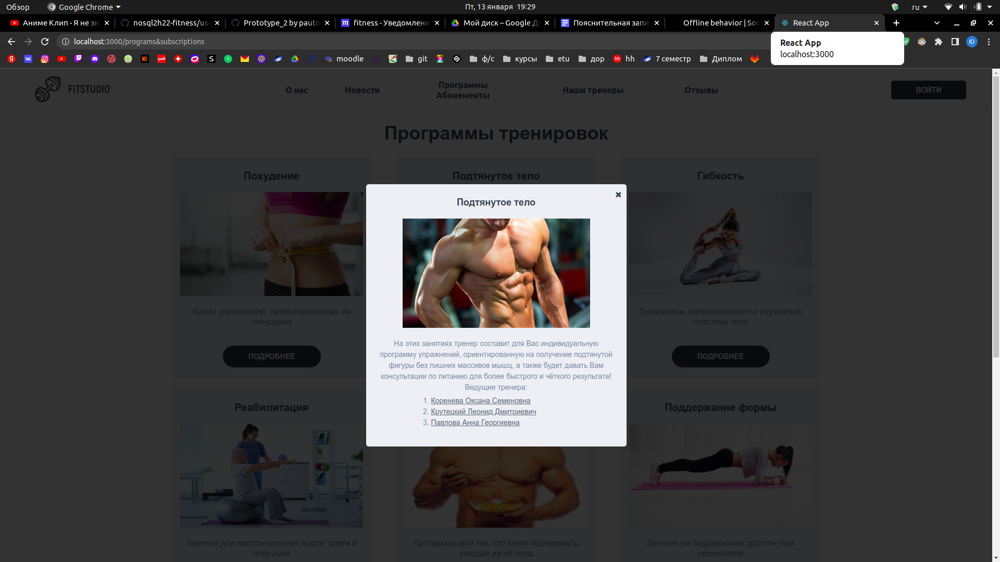 Обзор
Google Chrome
Пт, 13 января 19:29
ru
Аниме Клип - Я не зн
nosql2h22-fitness/use
Prototype_2 by pauto
fitness - Уведомлени
Мой диск – Google Д
Пояснительная запи
Offline behavior | Soc
React App
localhost:3000/programs&subscriptions
Ю
React App
localhost:3000
moodle
git
ф/с
курсы
etu
дор
hh
7 семестр
Диплом
FITSTUDIO
О нас
Новости
Программы
Абонементы
Наши тренеры
Отзывы
ВОЙТИ
Программы тренировок
Похудение
Подтянутое тело
Гибкость
Курсы упражнений, ориентированных на
похудение
ПОДРОБНЕЕ
Тренировки, направленные на улучшение
пластики тела
ПОДРОБНЕЕ
Подтянутое тело
На этих занятиях тренер составит для Вас индивидуальную
программу упражнений, ориентированную на получение подтянутой
фигуры без лишних массивов мышц, а также будет давать Вам
консультации по питанию для более быстрого и чёткого результата!
Ведущие тренера:
1. Коренева Оксана Семеновна
2. Крутецкий Леонид Дмитриевич
3. Павлова Анна Георгиевна
Реабилитация
Поддержание формы
Занятия для восстановления после травм и
операций
Программа для тех, кто хочет подчеркнуть
каждый изгиб тела
Занятия на поддержание достигнутых
результатов